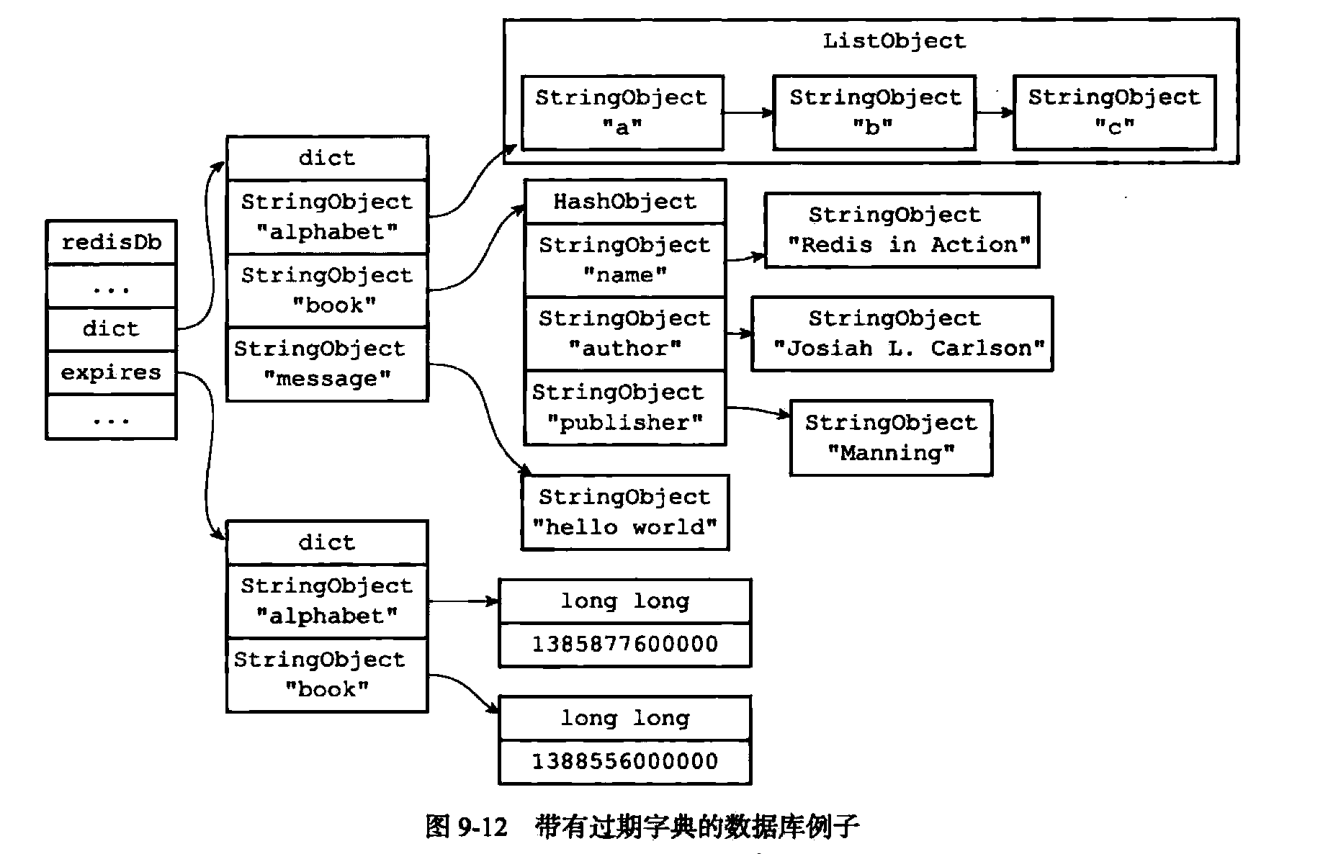 redisDb
...
dict
expires
...
dict
StringObject
"alphabet"
StringObject
"book"
StringObject
"message"
ListObject
StringObject
"a"
StringObject
"b"
StringObject
"c"
HashObject
StringObject
"name"
StringObject
"author"
StringObject
"publisher"
StringObject
"Redis in Action"
StringObject
"Josiah L. Carlson"
StringObject
"Manning"
StringObject
"hello world"
dict
StringObject
"alphabet"
StringObject
"book"
long long
1385877600000
long long
1388556000000
图 9-12 带有过期字典的数据库例子